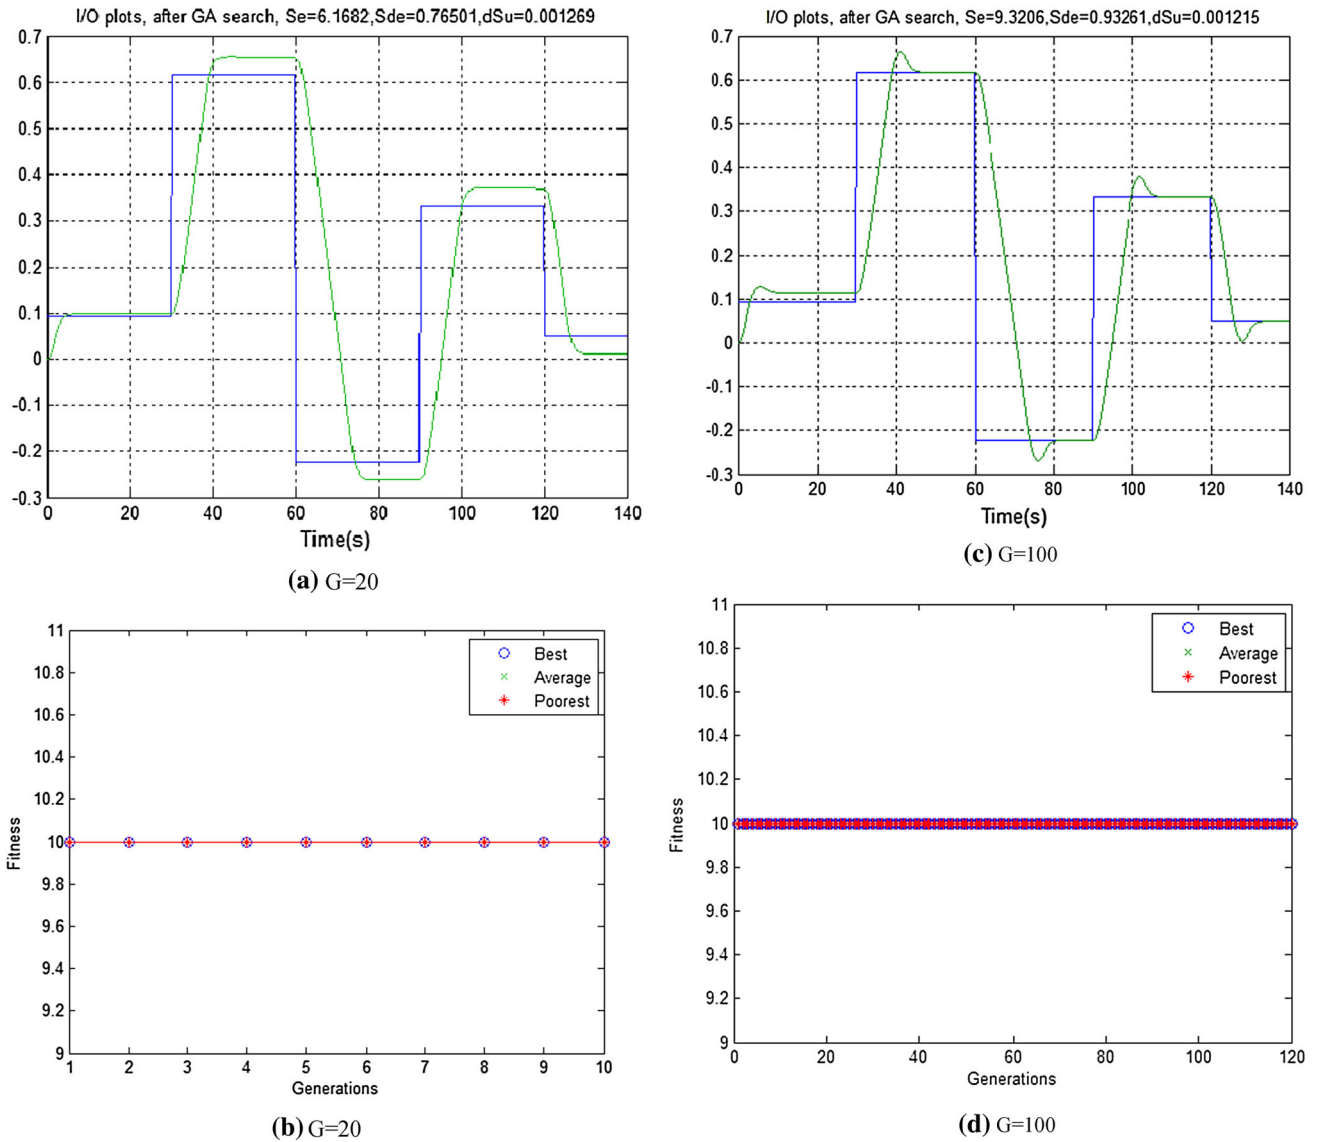 I/O plots, after GA search, Se=6.1682,Sde=0.76501,dSu=0.001269
0.7
0.6
0.5
0.4
0.3
0.2
0.1
0
-0.1
-0.2
-0.3
0 20 40 60 80 100 120 140
Time(s)
(a) G=20
I/O plots, after GA search, Se=9.3206,Sde=0.93261,dSu=0.001215
0.7
0.6
0.5
0.4
0.3
0.2
0.1
0
-0.1
-0.2
-0.3
0 20 40 60 80 100 120 140
Time(s)
(c) G=100
11
10.8
10.6
10.4
10.2
10
9.8
9.6
9.4
9.2
9
Fitness
Best
Average
Poorest
1 2 3 4 5 6 7 8 9 10
Generations
(b) G=20
11
10.8
10.6
10.4
10.2
10
9.8
9.6
9.4
9.2
9
Fitness
Best
Average
Poorest
0 20 40 60 80 100 120
Generations
(d) G=100